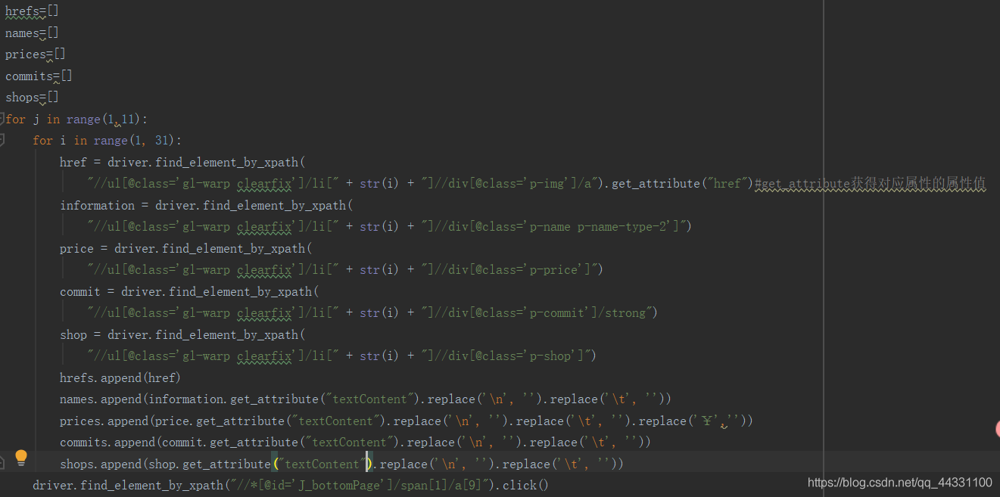 hrefs=[]
names=[]
prices=[]
commits=[]
shops=[]
for j in range(1,11):
    for i in range(1, 31):
        href = driver.find_element_by_xpath(
            "//ul[@class='gl-warp clearfix']/li[" + str(i) + "]//div[@class='p-img']/a").get_attribute("href")#get_attribute获得对应属性的属性值
        information = driver.find_element_by_xpath(
            "//ul[@class='gl-warp clearfix']/li[" + str(i) + "]//div[@class='p-name p-name-type-2']")
        price = driver.find_element_by_xpath(
            "//ul[@class='gl-warp clearfix']/li[" + str(i) + "]//div[@class='p-price']")
        commit = driver.find_element_by_xpath(
            "//ul[@class='gl-warp clearfix']/li[" + str(i) + "]//div[@class='p-commit']/strong")
        shop = driver.find_element_by_xpath(
            "//ul[@class='gl-warp clearfix']/li[" + str(i) + "]//div[@class='p-shop']")
        hrefs.append(href)
        names.append(information.get_attribute("textContent").replace('\n', '').replace('\t', ''))
        prices.append(price.get_attribute("textContent").replace('\n', '').replace('\t', '').replace('￥',''))
        commits.append(commit.get_attribute("textContent").replace('\n', '').replace('\t', ''))
        shops.append(shop.get_attribute("textContent").replace('\n', '').replace('\t', ''))
    driver.find_element_by_xpath("//*[@id='J_bottomPage']/span[1]/a[9]").click()
https://blog.csdn.net/qq_44331100